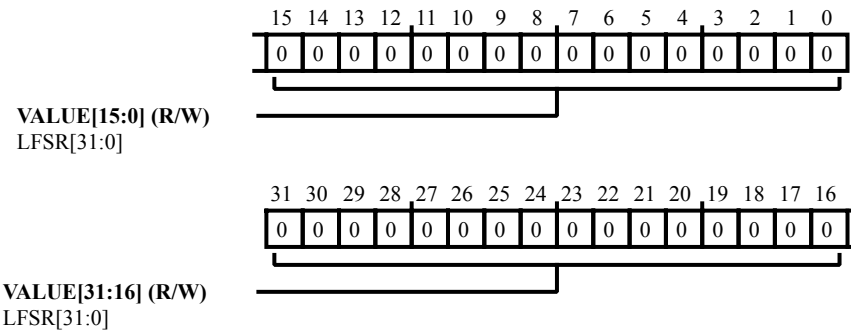 15 14 13 12 11 10 9 8 7 6 5 4 3 2 1 0
0 0 0 0 0 0 0 0 0 0 0 0 0 0 0 0
VALUE[15:0] (R/W)
LFSR[31:0]
31 30 29 28 27 26 25 24 23 22 21 20 19 18 17 16
0 0 0 0 0 0 0 0 0 0 0 0 0 0 0 0
VALUE[31:16] (R/W)
LFSR[31:0]